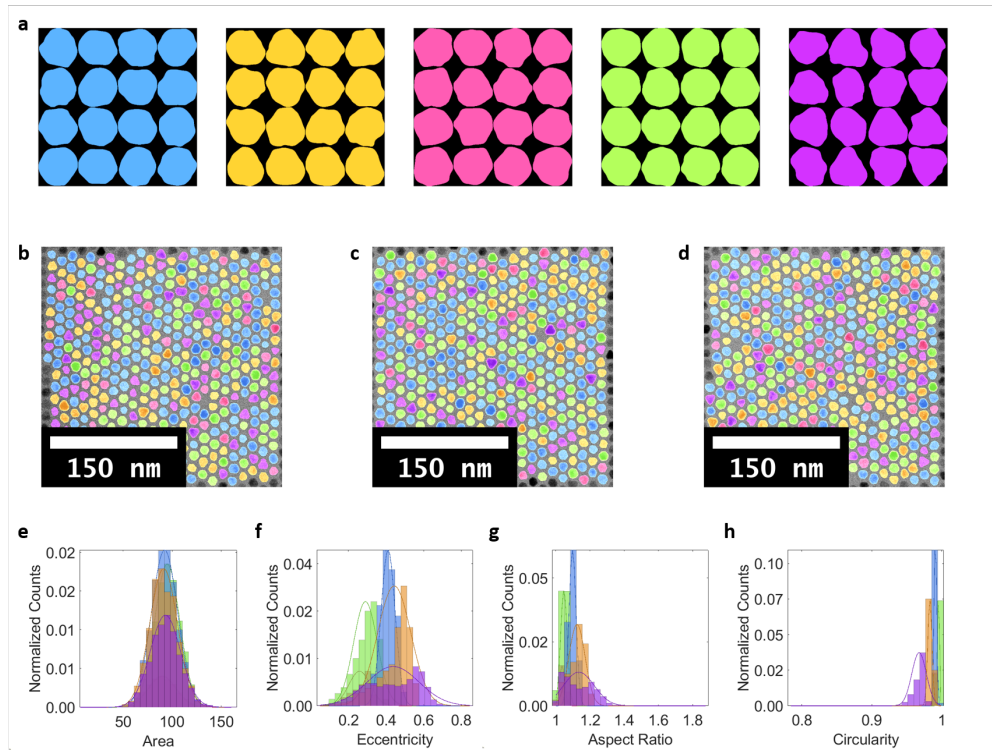 a
b
c
d
150 nm
150 nm
150 nm
e
f
g
h
0.02
0.02
0.01
0.01
0.00
Normalized Counts
50
100
150
Area
0.04
0.02
0.01
0.00
Normalized Counts
0.2
0.4
0.6
0.8
Eccentricity
0.05
0.02
0.00
Normalized Counts
1
1.2
1.4
1.6
1.8
Aspect Ratio
0.10
0.07
0.05
0.02
0.00
Normalized Counts
0.8
0.9
1
Circularity